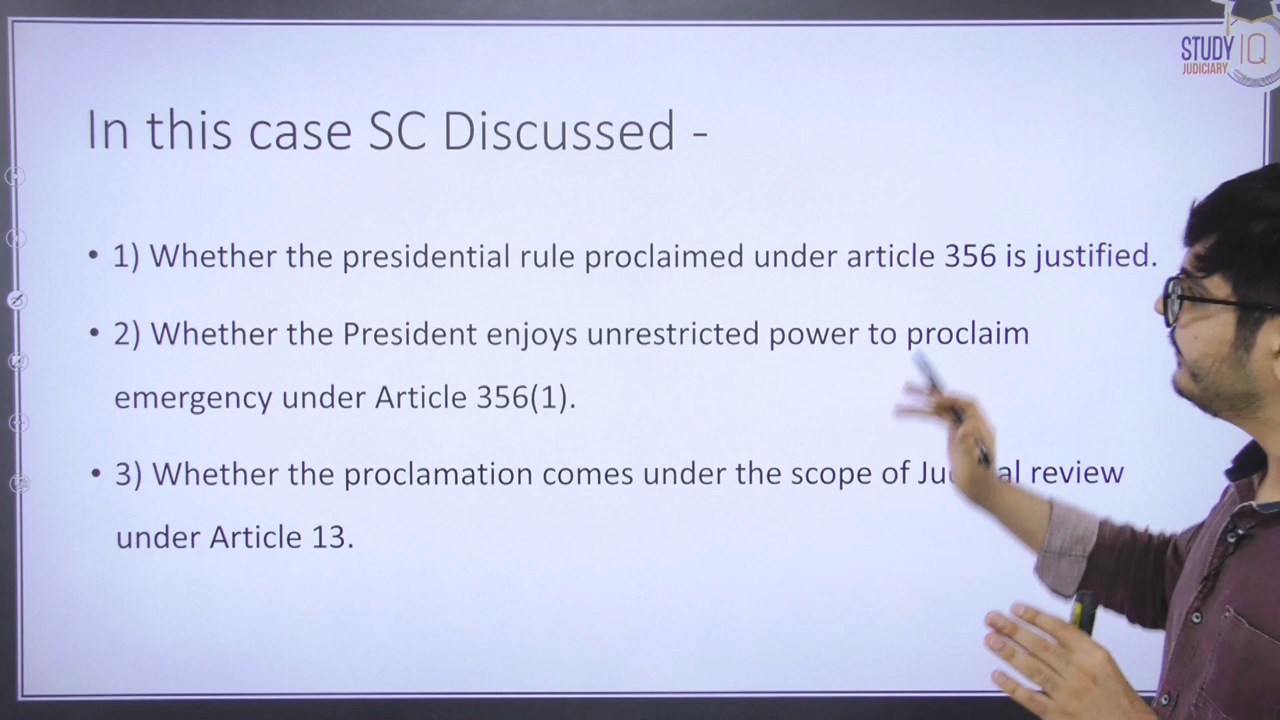 STUDY IQ
JUDICIARY
In this case SC Discussed -
• 1) Whether the presidential rule proclaimed under article 356 is justified.
• 2) Whether the President enjoys unrestricted power to proclaim
emergency under Article 356(1).
• 3) Whether the proclamation comes under the scope of review
under Article 13.